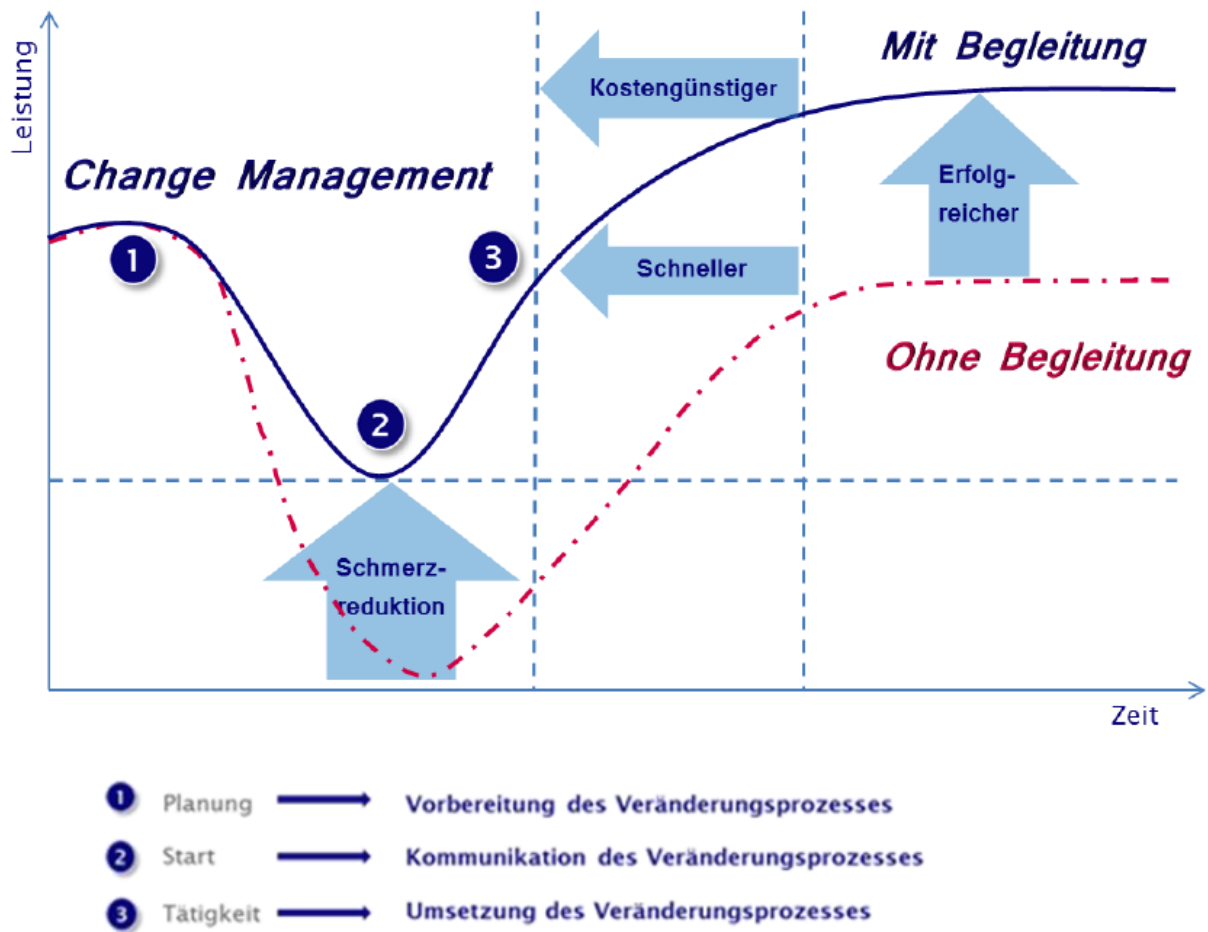 Leistung
Mit Begleitung
Kostengünstiger
Change Management
Erfolg-
reicher
1
3
Schneller
Ohne Begleitung
2
Schmerz-
reduktion
Zeit
1 Planung Vorbereitung des Veränderungsprozesses
2 Start Kommunikation des Veränderungsprozesses
3 Tätigkeit Umsetzung des Veränderungsprozesses